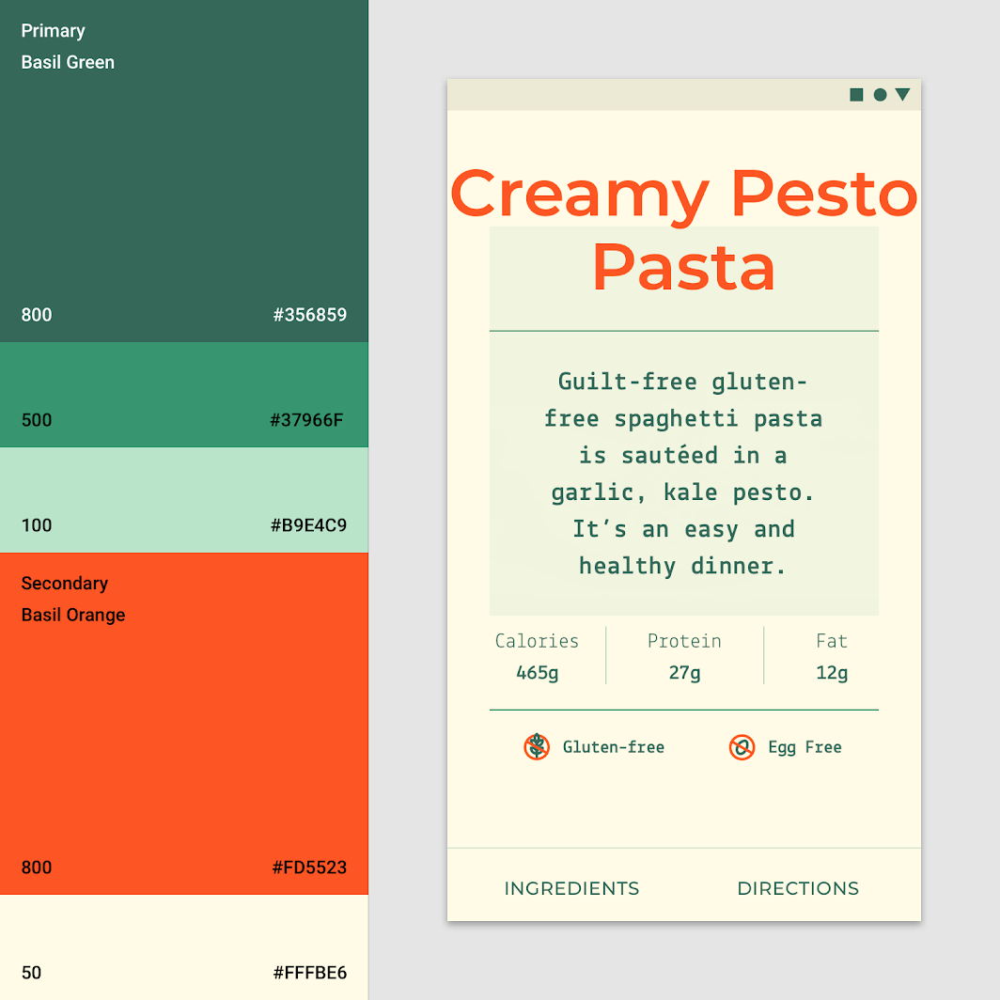 Primary
Basil Green
800 #356859
500 #37966F
100 #B9E4C9
Secondary
Basil Orange
800 #FD5523
50 #FFFBE6
Creamy Pesto
Pasta
Guilt-free gluten-
free spaghetti pasta
is sautéed in a
garlic, kale pesto.
It’s an easy and
healthy dinner.
Calories Protein Fat
465g 27g 12g
Gluten-free Egg Free
INGREDIENTS DIRECTIONS